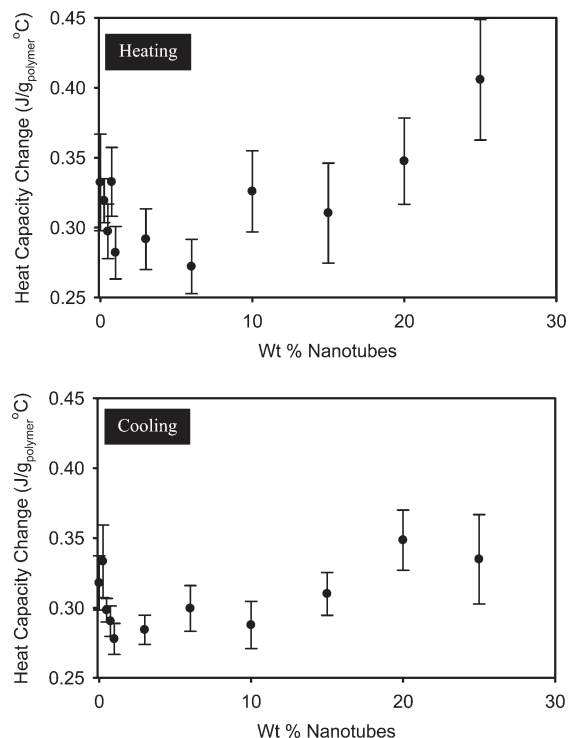 0.45
Heating
0.40
0.35
0.30
0.25
Heat Capacity Change (J/gpolymer°C)
0 10 20 30
Wt % Nanotubes
0.45
Cooling
0.40
0.35
0.30
0.25
Heat Capacity Change (J/gpolymer°C)
0 10 20 30
Wt % Nanotubes